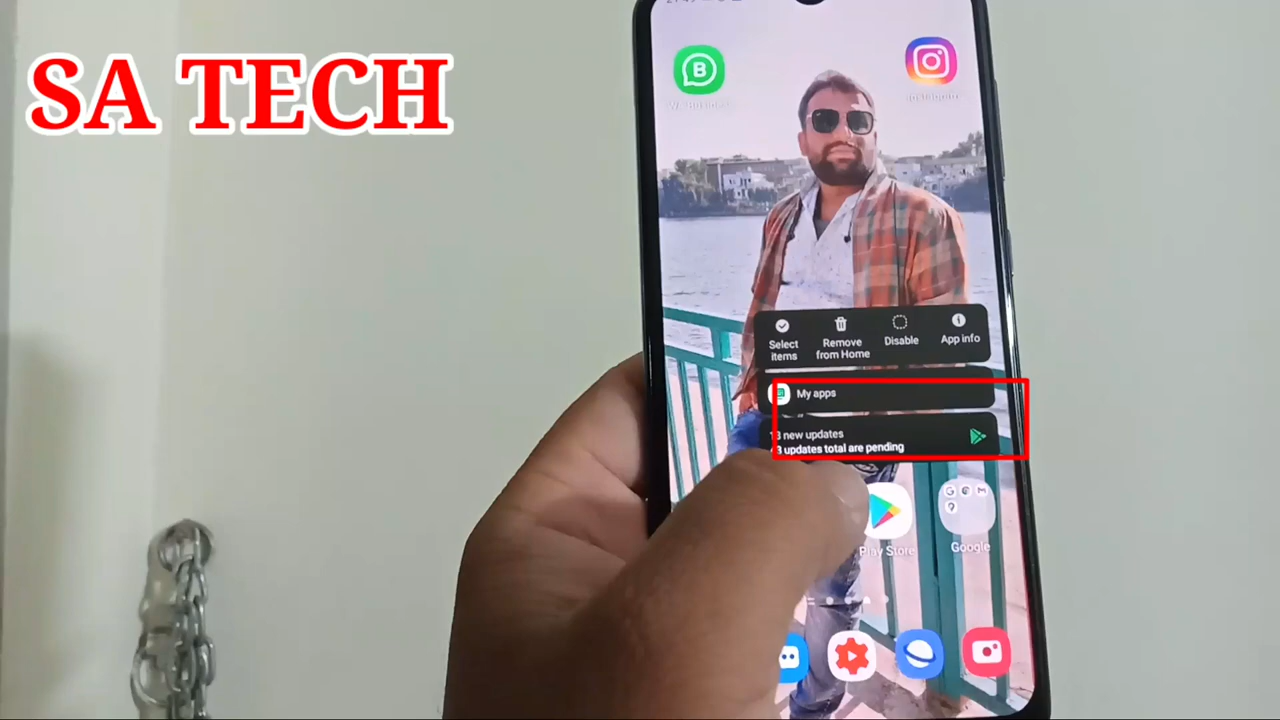 SA TECH
Instagram
Select items
Remove from Home
Disable
App info
My apps
new updates
updates total are pending
Play Store
Google